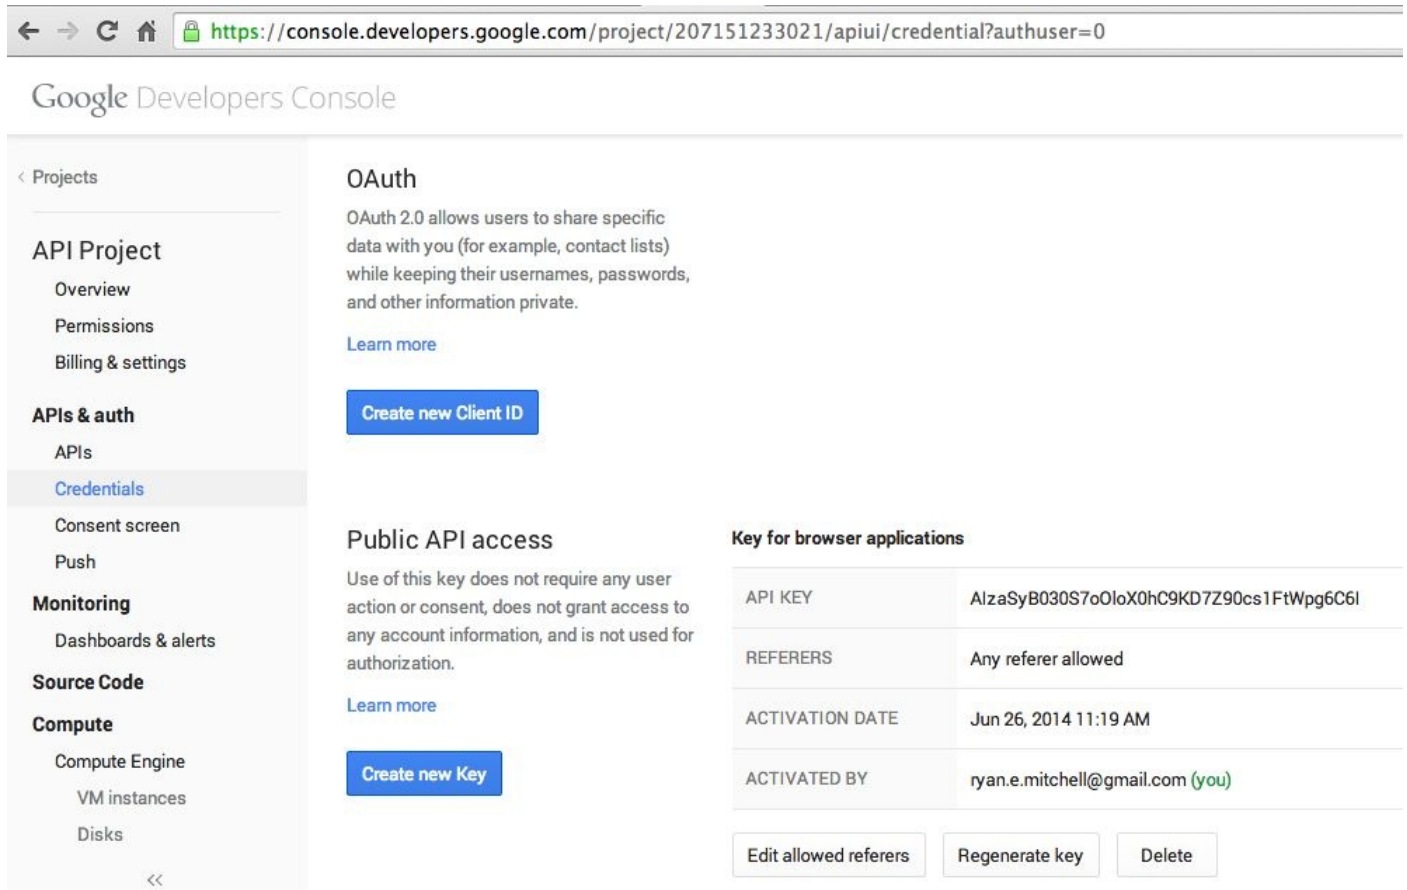 https://console.developers.google.com/project/207151233021/apiui/credential?authuser=0
Google Developers Console
< Projects
API Project
Overview
Permissions
Billing & settings
APIs & auth
APIs
Credentials
Consent screen
Push
Monitoring
Dashboards & alerts
Source Code
Compute
Compute Engine
VM instances
Disks
<<
OAuth
OAuth 2.0 allows users to share specific
data with you (for example, contact lists)
while keeping their usernames, passwords,
and other information private.
Learn more
Create new Client ID
Public API access
Use of this key does not require any user
action or consent, does not grant access to
any account information, and is not used for
authorization.
Learn more
Create new Key
Key for browser applications
API KEY AIzaSyB030S7oOloX0hC9KD7Z90cs1FtWpg6C6I
REFERERS Any referer allowed
ACTIVATION DATE Jun 26, 2014 11:19 AM
ACTIVATED BY ryan.e.mitchell@gmail.com (you)
Edit allowed referers Regenerate key Delete